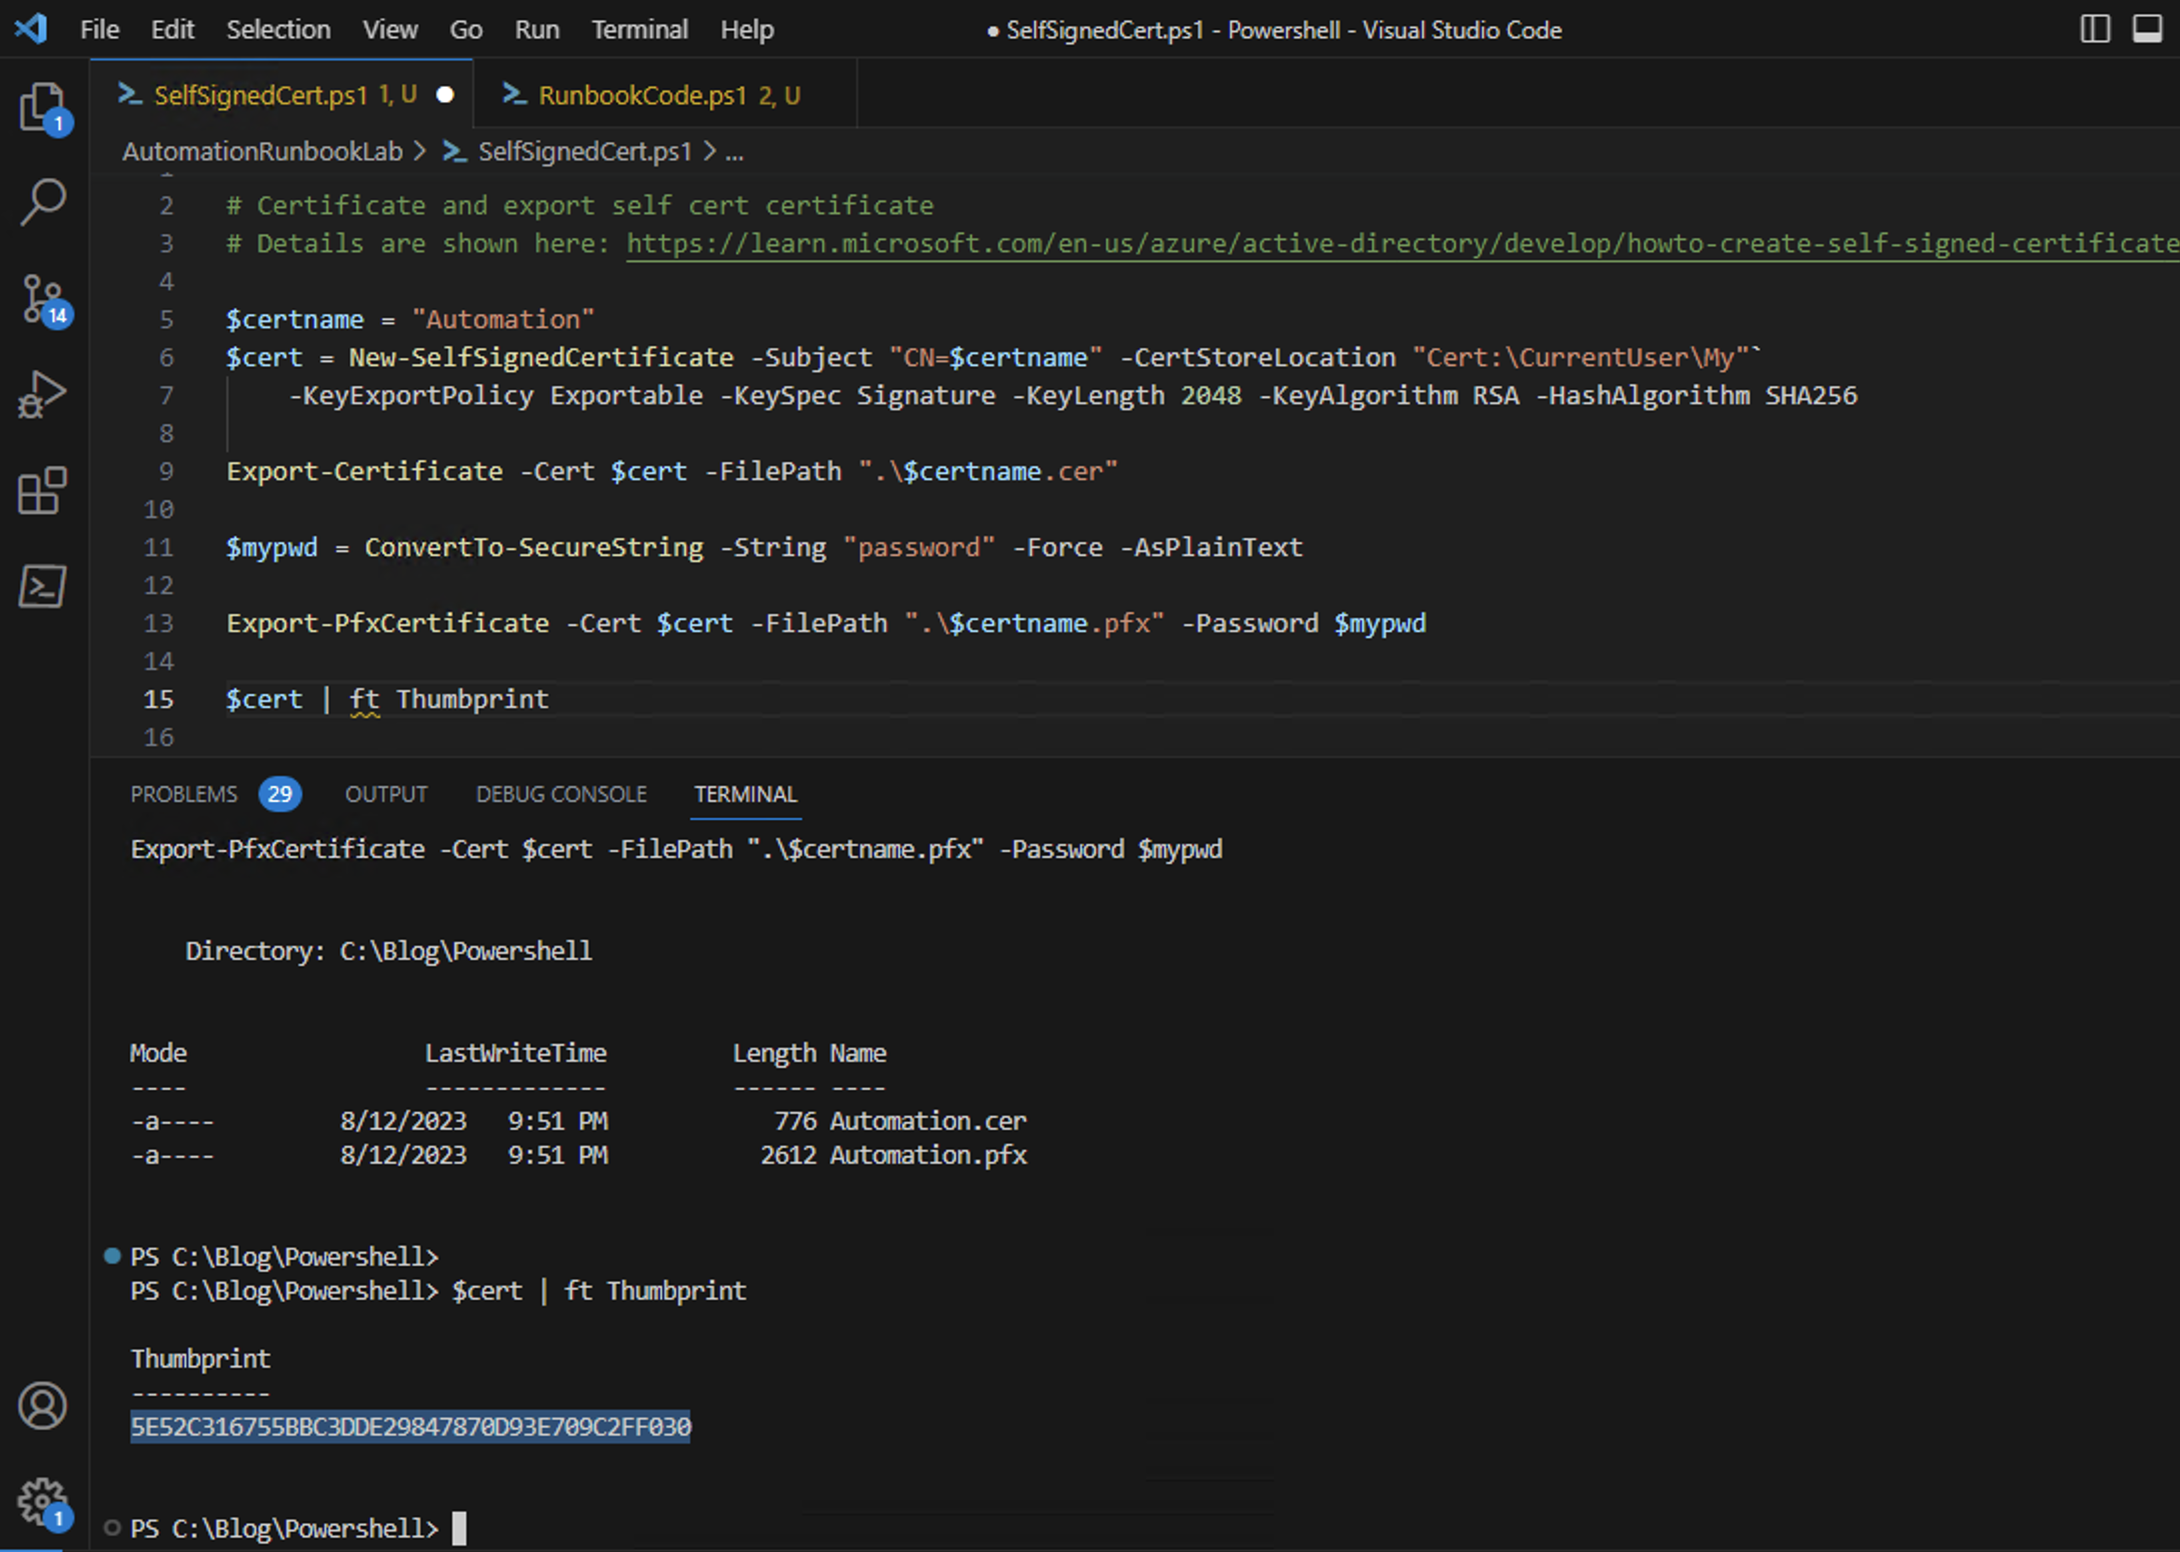 File Edit Selection View Go Run Terminal Help ● SelfSignedCert.ps1 - Powershell - Visual Studio Code
SelfSignedCert.ps1 1, U ● RunbookCode.ps1 2, U
AutomationRunbookLab > SelfSignedCert.ps1 > ...
2 # Certificate and export self cert certificate
3 # Details are shown here: https://learn.microsoft.com/en-us/azure/active-directory/develop/howto-create-self-signed-certificate
4
5 $certname = "Automation"
6 $cert = New-SelfSignedCertificate -Subject "CN=$certname" -CertStoreLocation "Cert:\CurrentUser\My"`
7 -KeyExportPolicy Exportable -KeySpec Signature -KeyLength 2048 -KeyAlgorithm RSA -HashAlgorithm SHA256
8
9 Export-Certificate -Cert $cert -FilePath ".\$certname.cer"
10
11 $mypwd = ConvertTo-SecureString -String "password" -Force -AsPlainText
12
13 Export-PfxCertificate -Cert $cert -FilePath ".\$certname.pfx" -Password $mypwd
14
15 $cert | ft Thumbprint
16
1
14
PROBLEMS 29 OUTPUT DEBUG CONSOLE TERMINAL
Export-PfxCertificate -Cert $cert -FilePath ".\$certname.pfx" -Password $mypwd
Directory: C:\Blog\Powershell
Mode LastWriteTime Length Name
---- ------------- ------ ----
-a---- 8/12/2023 9:51 PM 776 Automation.cer
-a---- 8/12/2023 9:51 PM 2612 Automation.pfx
PS C:\Blog\Powershell>
PS C:\Blog\Powershell> $cert | ft Thumbprint
Thumbprint
----------
5E52C316755BBC3DDE29847870D93E709C2FF030
PS C:\Blog\Powershell>
1